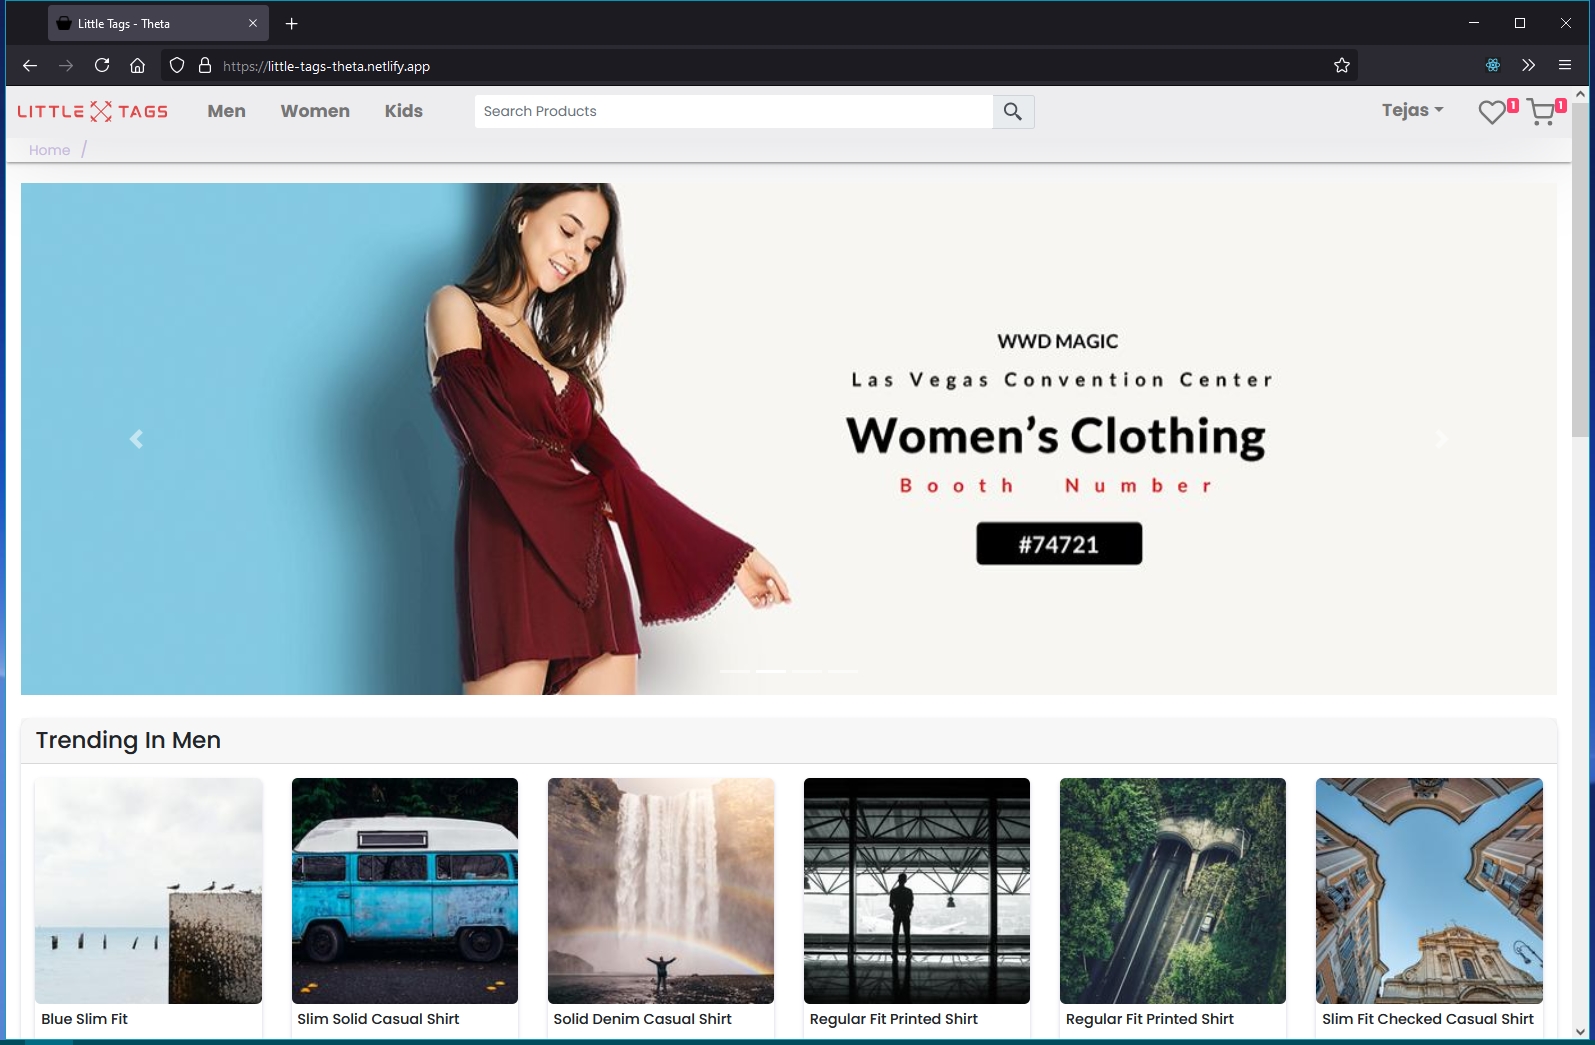 Little Tags - Theta
https://little-tags-theta.netlify.app
LITTLE TAGS
Men
Women
Kids
Search Products
Tejas
1
1
Home /
WWD MAGIC
Las Vegas Convention Center
Women's Clothing
Booth Number
#74721
Trending In Men
Blue Slim Fit
Slim Solid Casual Shirt
Solid Denim Casual Shirt
Regular Fit Printed Shirt
Regular Fit Printed Shirt
Slim Fit Checked Casual Shirt